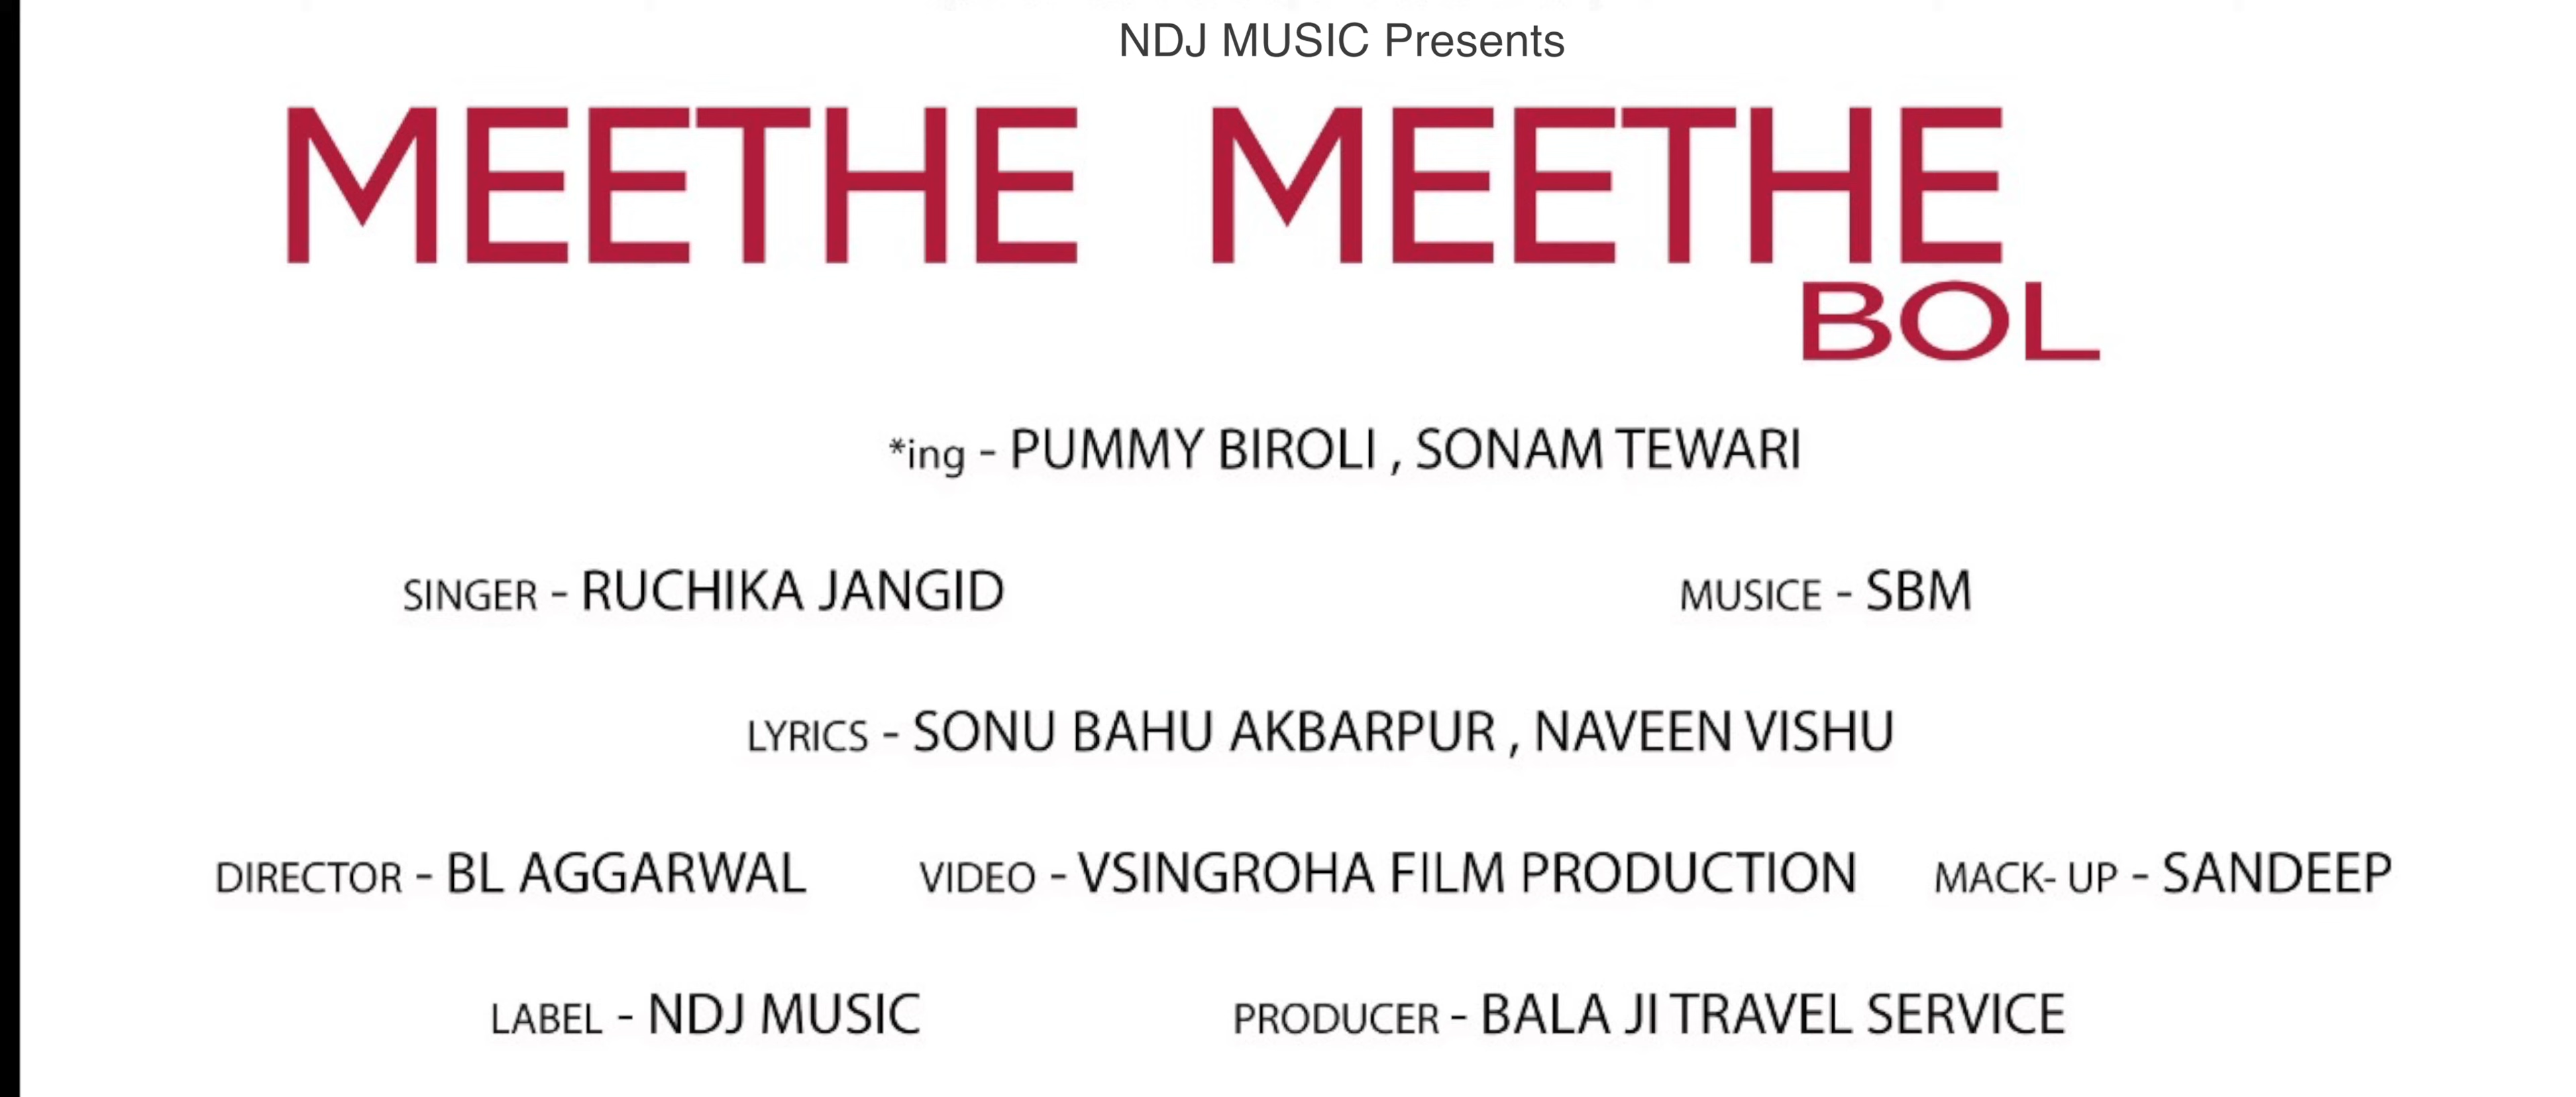 NDJ MUSIC Presents
MEETHE MEETHE
BOL
*ing - PUMMY BIROLI , SONAM TEWARI
SINGER - RUCHIKA JANGID MUSICE - SBM
LYRICS - SONU BAHU AKBARPUR , NAVEEN VISHU
DIRECTOR - BL AGGARWAL VIDEO - VSINGROHA FILM PRODUCTION MACK- UP - SANDEEP
LABEL - NDJ MUSIC PRODUCER - BALA JI TRAVEL SERVICE